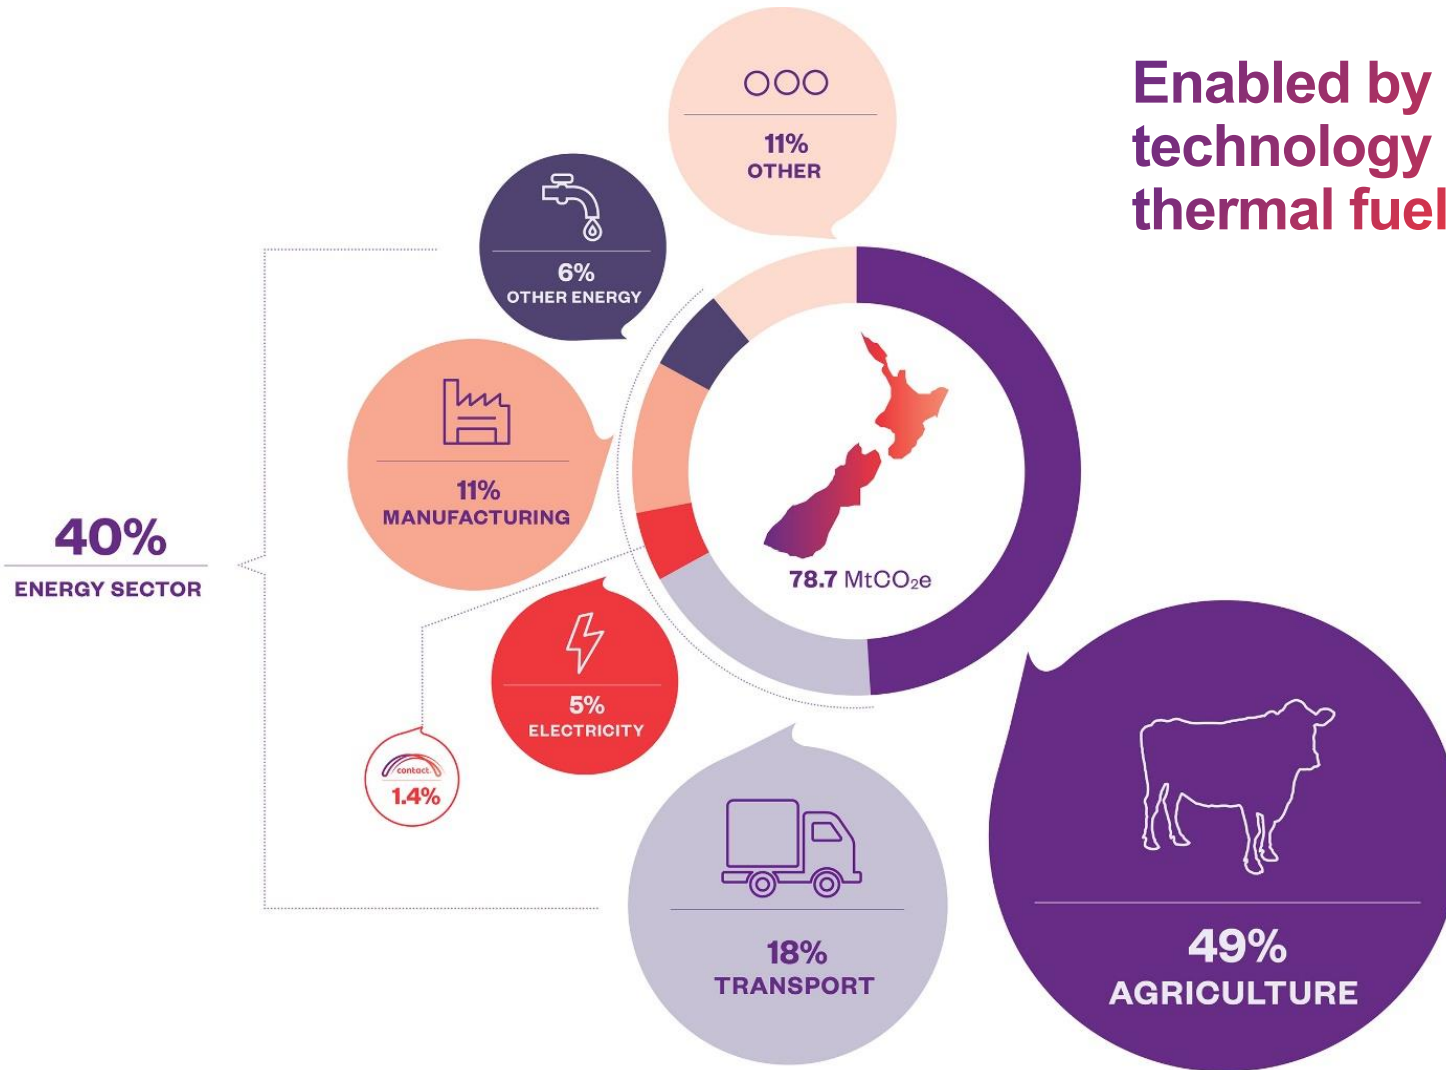 Enabled by
technology
thermal fuel
11%
OTHER
6%
OTHER ENERGY
11%
MANUFACTURING
40%
ENERGY SECTOR
78.7 MtCO₂e
5%
ELECTRICITY
contact
1.4%
18%
TRANSPORT
49%
AGRICULTURE